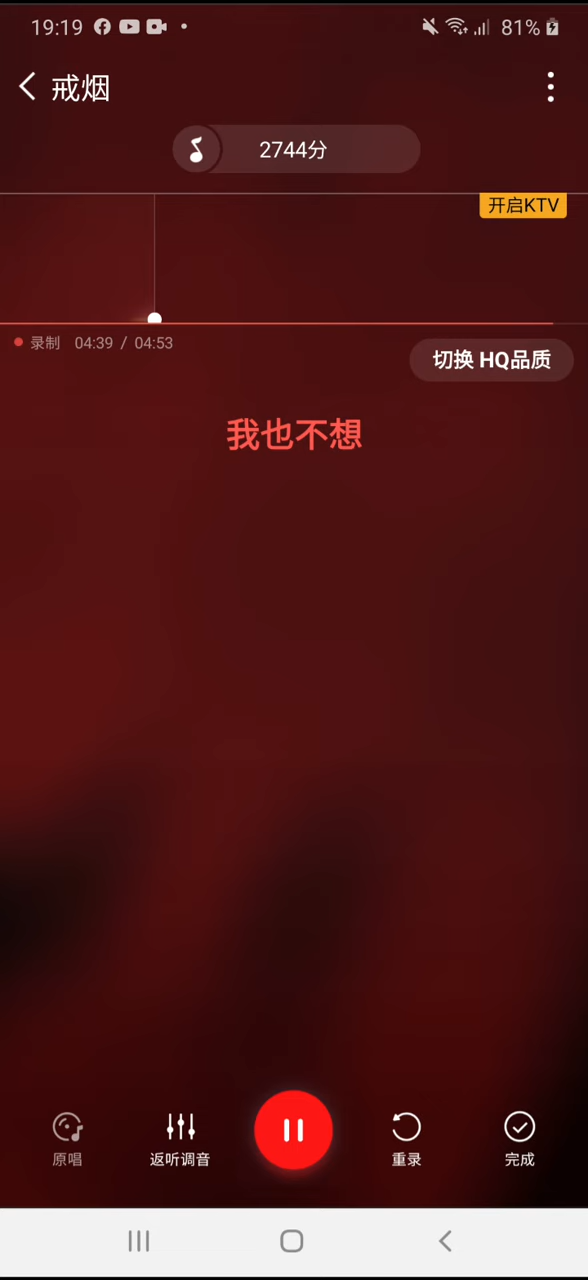 19:19 81%
戒烟
2744分
开启KTV
录制 04:39 / 04:53
切换 HQ品质
我也不想
原唱 返听调音 重录 完成